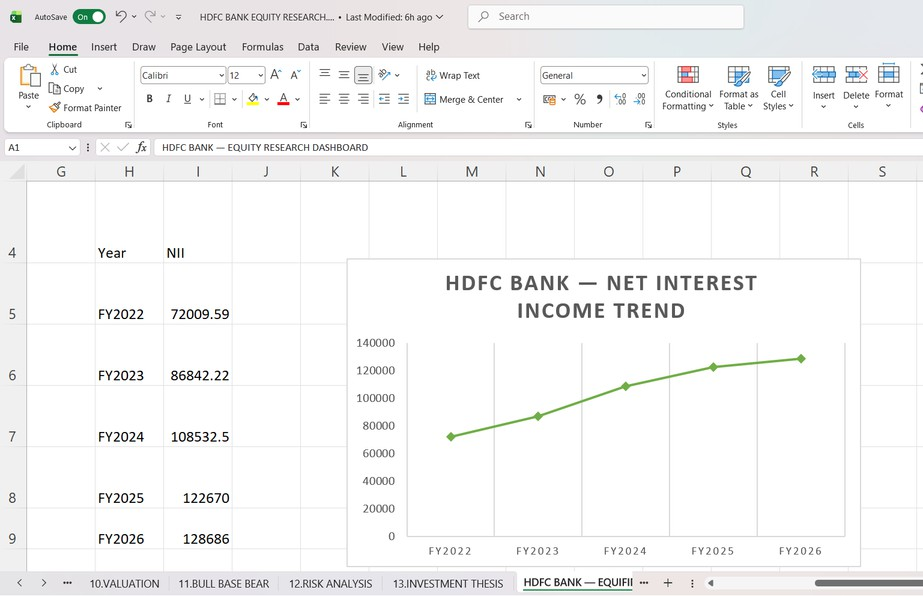 AutoSave On HDFC BANK EQUITY RESEARCH.... • Last Modified: 6h ago Search
File Home Insert Draw Page Layout Formulas Data Review View Help
Paste Cut Copy Format Painter Clipboard
Calibri 12 A A B I U A Font
Wrap Text Merge & Center Alignment
General % , Number
Conditional Formatting Format as Table Cell Styles Styles
Insert Delete Format Cells
A1 fx HDFC BANK — EQUITY RESEARCH DASHBOARD
G H I J K L M N O P Q R S
4 Year NII
5 FY2022 72009.59
6 FY2023 86842.22
7 FY2024 108532.5
8 FY2025 122670
9 FY2026 128686
HDFC BANK — NET INTEREST
INCOME TREND
140000
120000
100000
80000
60000
40000
20000
0
FY2022 FY2023 FY2024 FY2025 FY2026
10.VALUATION 11.BULL BASE BEAR 12.RISK ANALYSIS 13.INVESTMENT THESIS HDFC BANK — EQUIFII